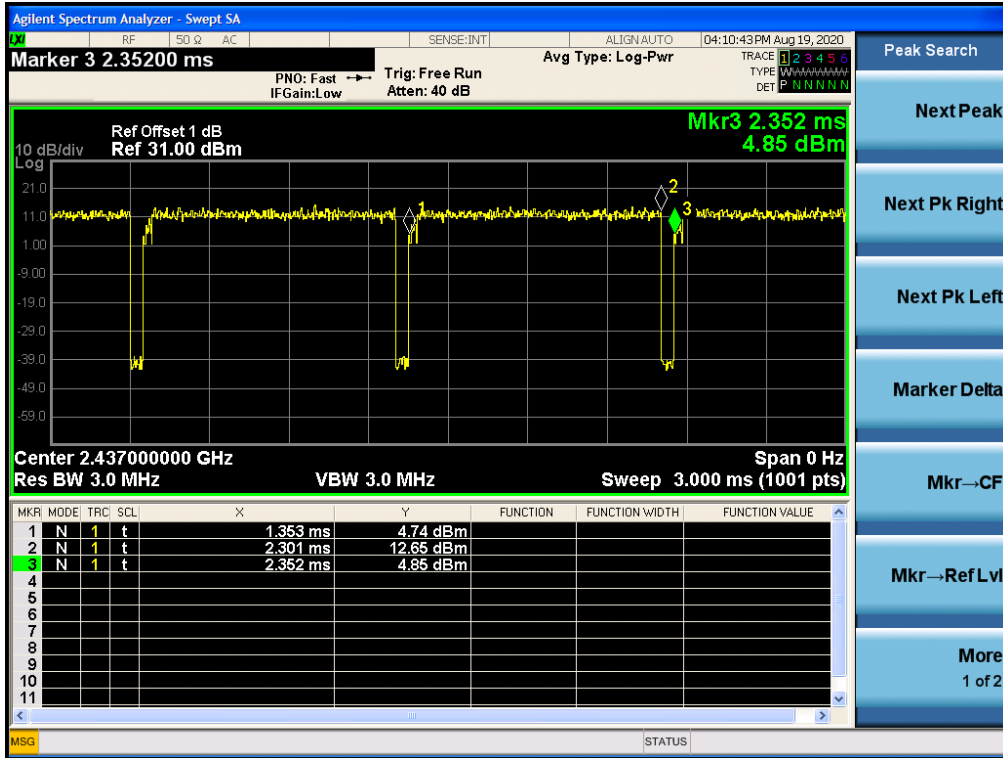 Agilent Spectrum Analyzer - Swept SA
LXI RF 50 Ω AC SENSE:INT ALIGN AUTO 04:10:43 PM Aug 19, 2020
Marker 3 2.35200 ms
PNO: Fast
IFGain:Low
Trig: Free Run
Atten: 40 dB
Avg Type: Log-Pwr
TRACE 1 2 3 4 5 6
TYPE WWWWWW
DET P N N N N N
Peak Search
Next Peak
Next Pk Right
Next Pk Left
Marker Delta
Mkr→CF
Mkr→Ref Lvl
More
1 of 2
Mkr3 2.352 ms
4.85 dBm
Ref Offset 1 dB
10 dB/div Ref 31.00 dBm
Log
21.0
11.0
1.00
-9.00
-19.0
-29.0
-39.0
-49.0
-59.0
1
2
3
Center 2.437000000 GHz Span 0 Hz
Res BW 3.0 MHz VBW 3.0 MHz Sweep 3.000 ms (1001 pts)
MKR MODE TRC SCL X Y FUNCTION FUNCTION WIDTH FUNCTION VALUE
1 N 1 t 1.353 ms 4.74 dBm
2 N 1 t 2.301 ms 12.65 dBm
3 N 1 t 2.352 ms 4.85 dBm
4
5
6
7
8
9
10
11
MSG STATUS